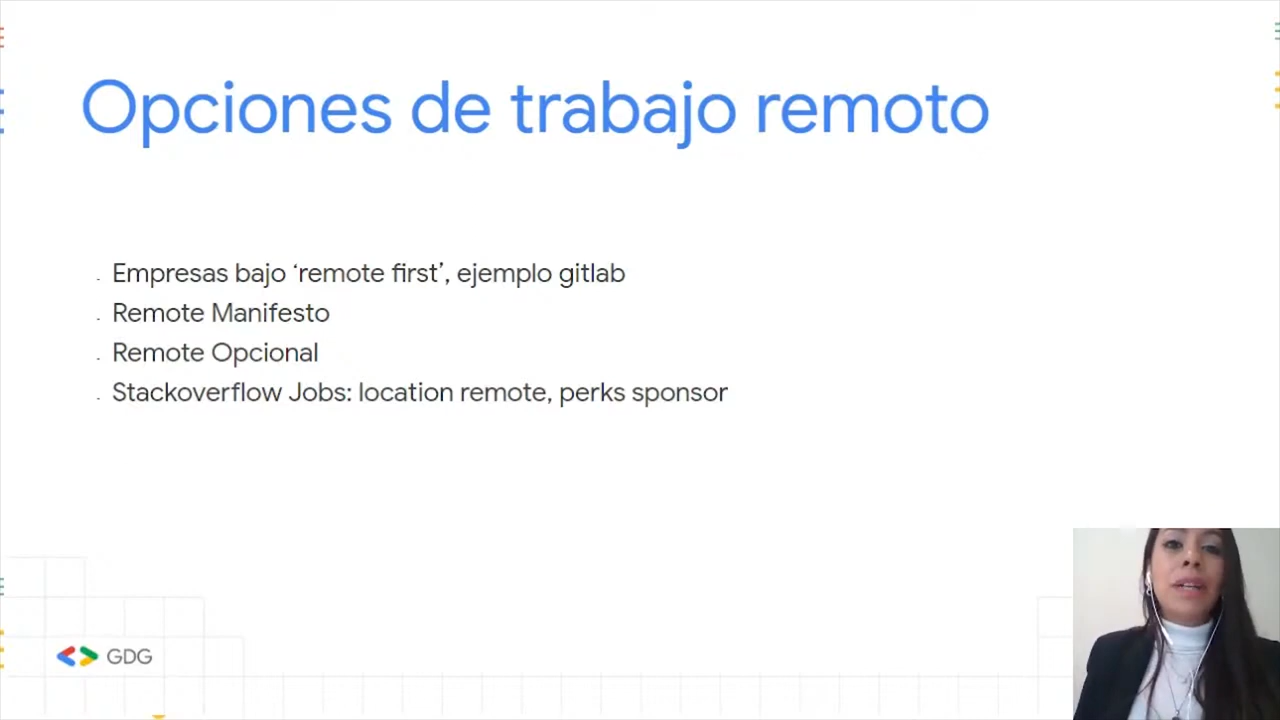 Opciones de trabajo remoto
. Empresas bajo ‘remote first’, ejemplo gitlab
. Remote Manifesto
. Remote Opcional
. Stackoverflow Jobs: location remote, perks sponsor
GDG